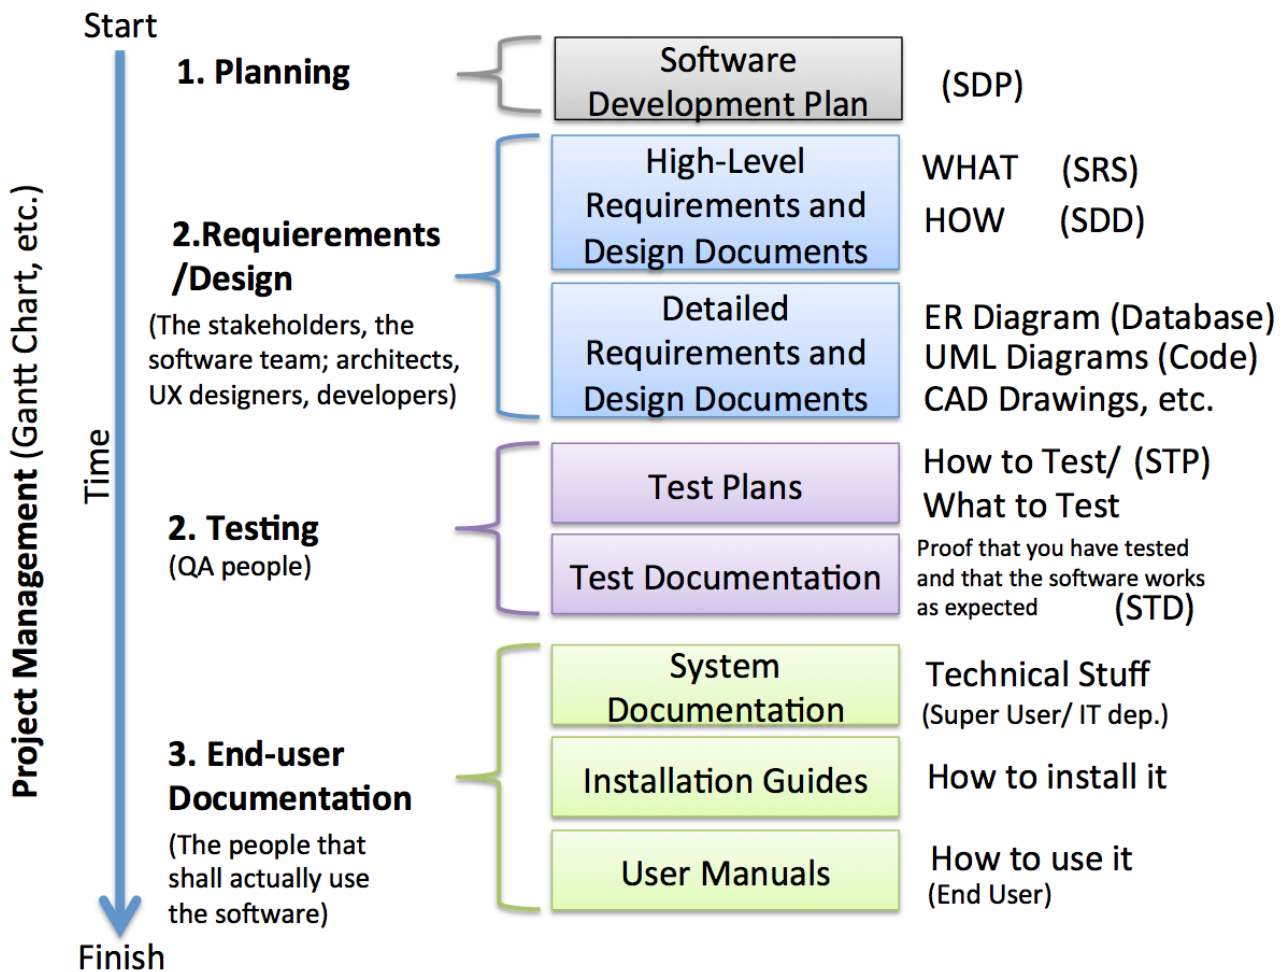 Start
Project Management (Gantt Chart, etc.)
Time
Finish
1. Planning
Software
Development Plan
(SDP)
2.Requierements
/Design
(The stakeholders, the
software team; architects,
UX designers, developers)
High-Level
Requirements and
Design Documents
WHAT (SRS)
HOW (SDD)
Detailed
Requirements and
Design Documents
ER Diagram (Database)
UML Diagrams (Code)
CAD Drawings, etc.
2. Testing
(QA people)
Test Plans
How to Test/ (STP)
What to Test
Test Documentation
Proof that you have tested
and that the software works
as expected (STD)
3. End-user
Documentation
(The people that
shall actually use
the software)
System
Documentation
Technical Stuff
(Super User/ IT dep.)
Installation Guides
How to install it
User Manuals
How to use it
(End User)